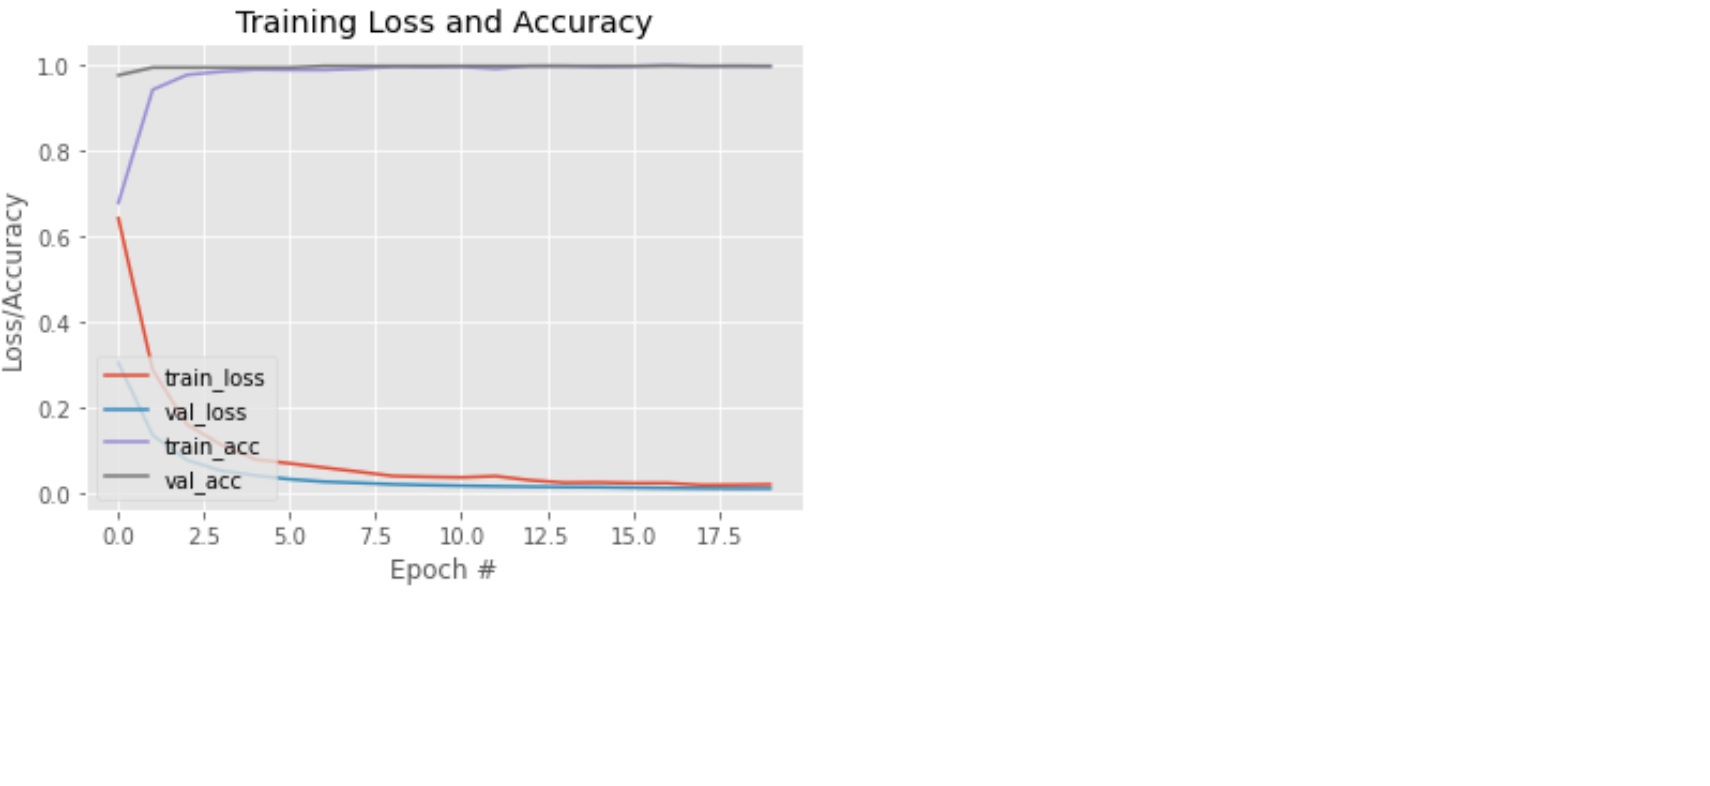 Training Loss and Accuracy
1.0
0.8
0.6
0.4
0.2
0.0
Loss/Accuracy
train_loss
val_loss
train_acc
val_acc
0.0 2.5 5.0 7.5 10.0 12.5 15.0 17.5
Epoch #